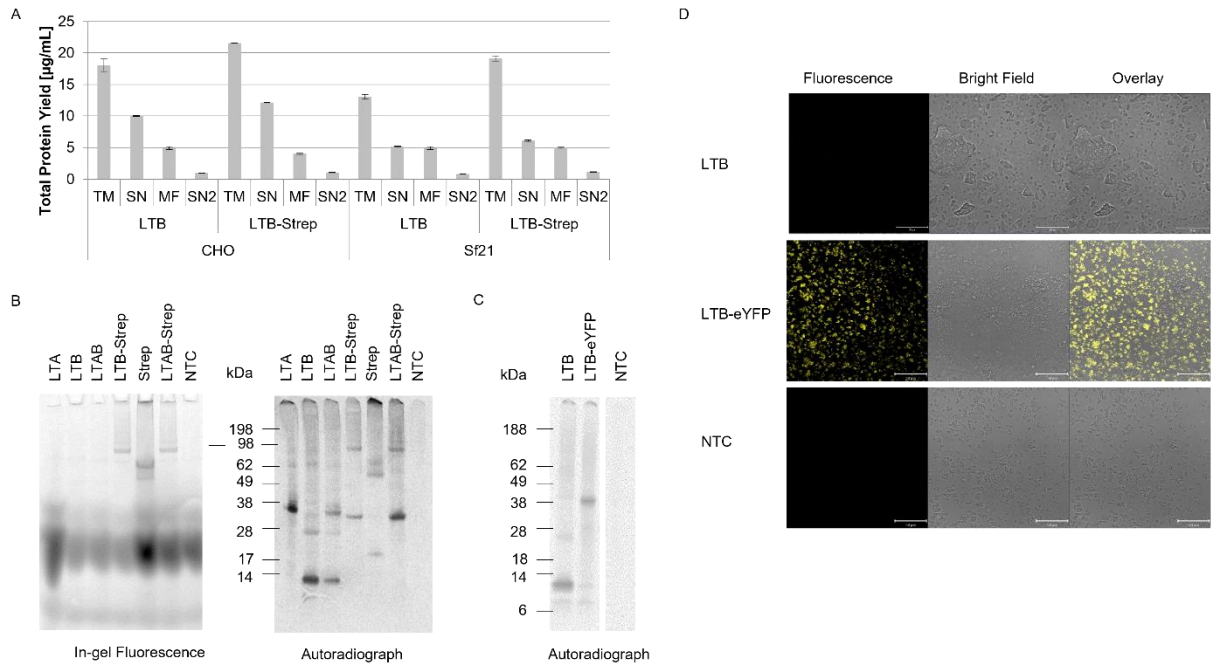 A
Total Protein Yield [µg/mL]
25
20
15
10
5
0
TM SN MF SN2 TM SN MF SN2 TM SN MF SN2 TM SN MF SN2
LTB LTB-Strep LTB LTB-Strep
CHO Sf21
B
LTA LTB LTAB LTB-Strep Strep LTAB-Strep NTC
kDa
LTA LTB LTAB LTB-Strep Strep LTAB-Strep NTC
198
98
62
49
38
28
17
14
In-gel Fluorescence
Autoradiograph
C
kDa
LTB LTB-eYFP NTC
188
62
49
38
28
18
14
6
Autoradiograph
D
Fluorescence Bright Field Overlay
LTB
LTB-eYFP
NTC